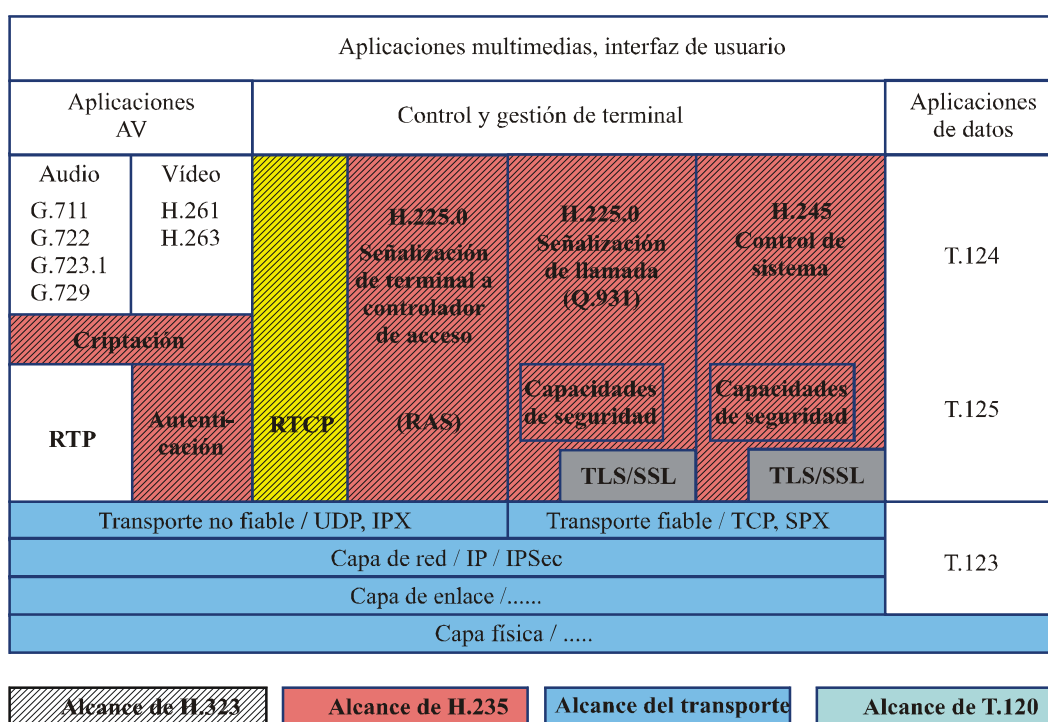 Aplicaciones multimedias, interfaz de usuario
Aplicaciones
AV
Control y gestión de terminal
Aplicaciones
de datos
Audio
G.711
G.722
G.723.1
G.729
Vídeo
H.261
H.263
Criptación
RTP
Autenti-
cación
RTCP
H.225.0
Señalización
de terminal a
controlador
de acceso
(RAS)
H.225.0
Señalización
de llamada
(Q.931)
Capacidades
de seguridad
TLS/SSL
H.245
Control de
sistema
Capacidades
de seguridad
TLS/SSL
T.124
T.125
Transporte no fiable / UDP, IPX
Transporte fiable / TCP, SPX
Capa de red / IP / IPSec
T.123
Capa de enlace /......
Capa física / .....
Alcance de H.323
Alcance de H.235
Alcance del transporte
Alcance de T.120